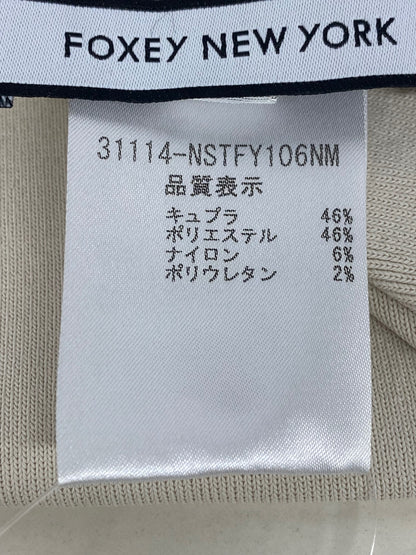 FOXEY NEW YORK
31114-NSTFY106NM
品質表示
キュプラ 46%
ポリエステル 46%
ナイロン 6%
ポリウレタン 2%